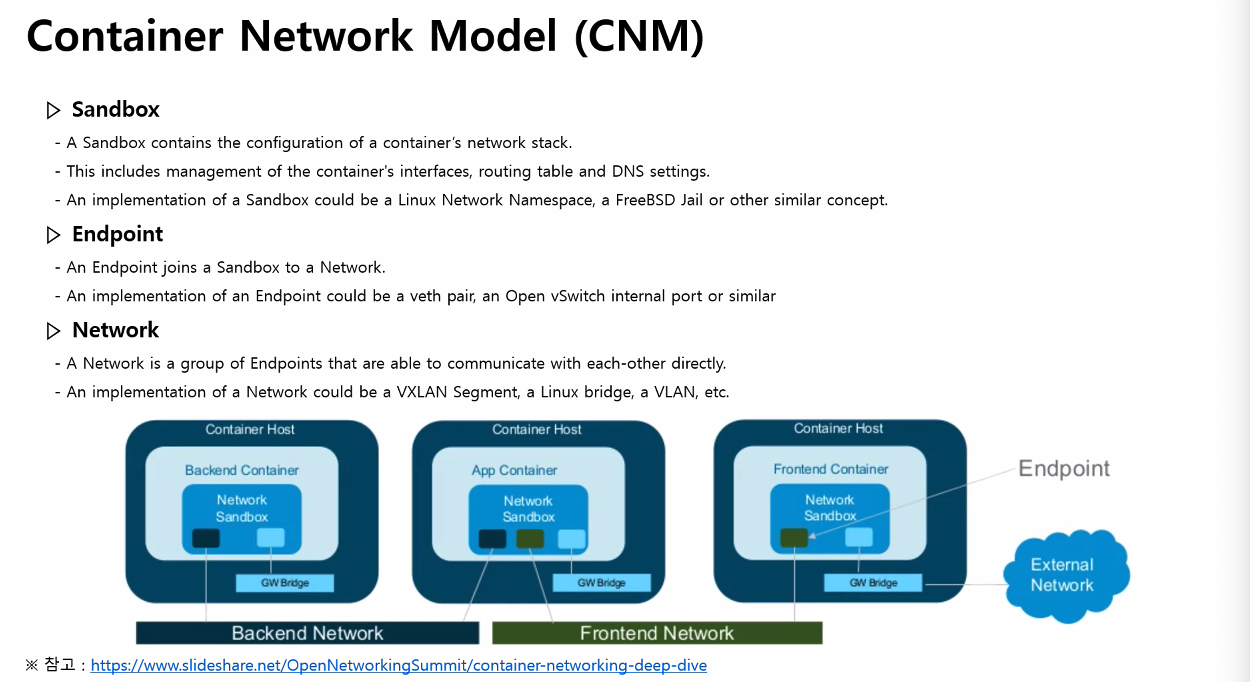 Container Network Model (CNM)
▷ Sandbox
- A Sandbox contains the configuration of a container‘s network stack.
- This includes management of the container's interfaces, routing table and DNS settings.
- An implementation of a Sandbox could be a Linux Network Namespace, a FreeBSD Jail or other similar concept.
▷ Endpoint
- An Endpoint joins a Sandbox to a Network.
- An implementation of an Endpoint could be a veth pair, an Open vSwitch internal port or similar
▷ Network
- A Network is a group of Endpoints that are able to communicate with each-other directly.
- An implementation of a Network could be a VXLAN Segment, a Linux bridge, a VLAN, etc.
Container Host
Backend Container
Network
Sandbox
GW Bridge
Container Host
App Container
Network
Sandbox
GW Bridge
Container Host
Frontend Container
Network
Sandbox
GW Bridge
Endpoint
External
Network
Backend Network
Frontend Network
※ 참고 : https://www.slideshare.net/OpenNetworkingSummit/container-networking-deep-dive